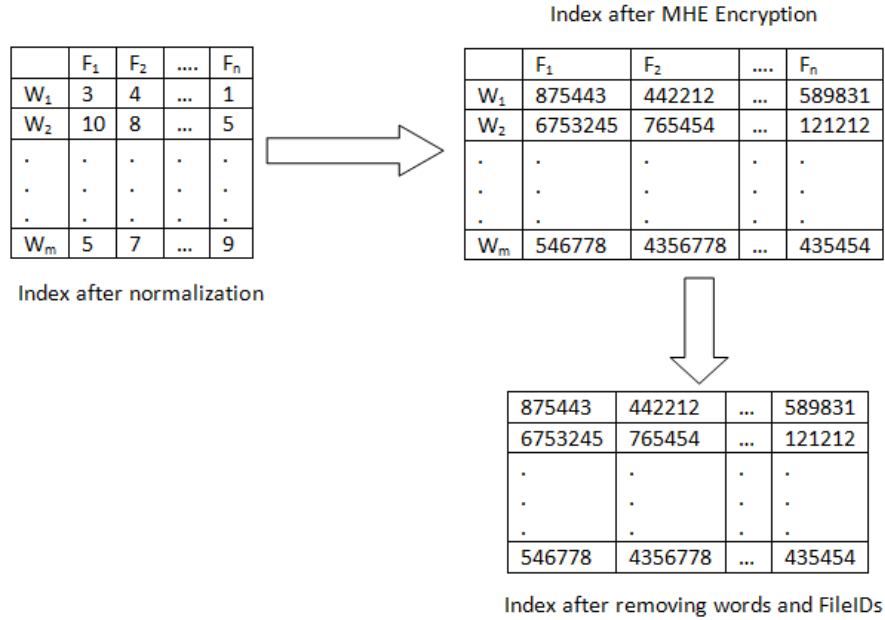 Index after MHE Encryption
F₁ F₂ .... Fₙ
W₁ 3 4 ... 1
W₂ 10 8 ... 5
. . . . .
. . . . .
. . . . .
Wₘ 5 7 ... 9
Index after normalization
F₁ F₂ .... Fₙ
W₁ 875443 442212 ... 589831
W₂ 6753245 765454 ... 121212
. . . . .
. . . . .
. . . . .
Wₘ 546778 4356778 ... 435454
875443 442212 ... 589831
6753245 765454 ... 121212
. . . .
. . . .
. . . .
546778 4356778 ... 435454
Index after removing words and FileIDs